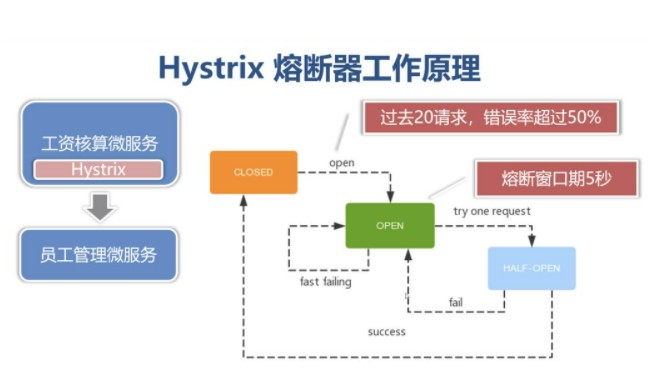 Hystrix 熔断器工作原理
工资核算微服务
Hystrix
员工管理微服务
过去20请求，错误率超过50%
CLOSED
open
熔断窗口期5秒
OPEN
try one request
HALF-OPEN
fast failing
fail
success